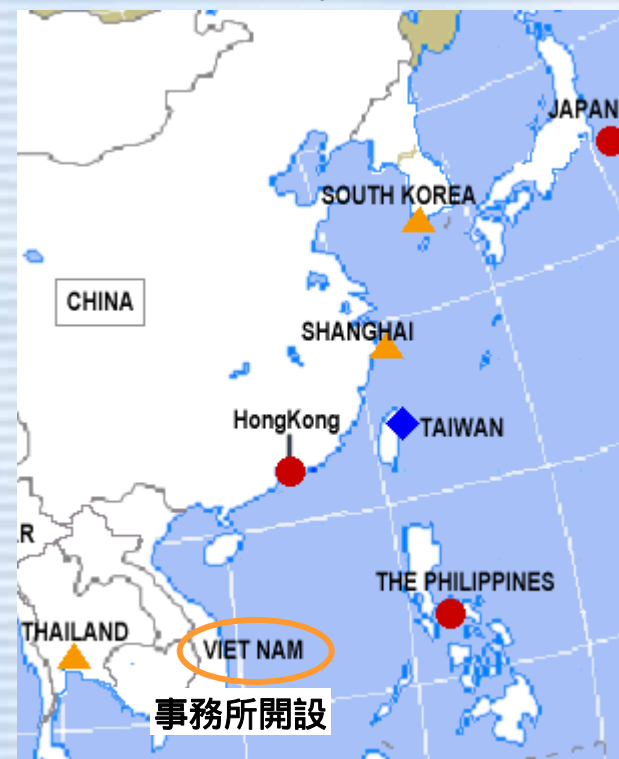 JAPAN
SOUTH KOREA
CHINA
SHANGHAI
HongKong
TAIWAN
R
THE PHILIPPINES
THAILAND
VIET NAM
事務所開設